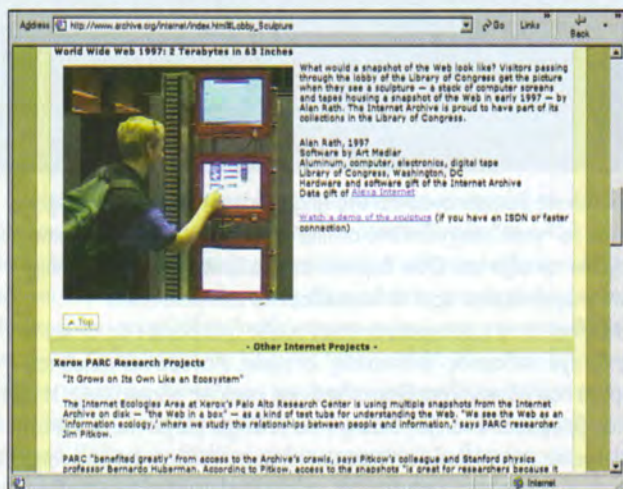 Address http://www.archive.org/internet/index.html#Lobby_Sculpture Go Links » Back »
World Wide Web 1997: 2 Terabytes in 63 Inches
What would a snapshot of the Web look like? Visitors passing
through the lobby of the Library of Congress get the picture
when they see a sculpture — a stack of computer screens
and tapes housing a snapshot of the Web in early 1997 — by
Alan Rath. The Internet Archive is proud to have part of its
collections in the Library of Congress.
Alan Rath, 1997
Software by Art Medlar
Aluminum, computer, electronics, digital tape
Library of Congress, Washington, DC
Hardware and software gift of the Internet Archive
Data gift of Alexa Internet
Watch a demo of the sculpture (if you have an ISDN or faster
connection)
Top
- Other Internet Projects -
Xerox PARC Research Projects
"It Grows on Its Own Like an Ecosystem"
The Internet Ecologies Area at Xerox's Palo Alto Research Center is using multiple snapshots from the Internet
Archive on disk — "the Web in a box" — as a kind of test tube for understanding the Web. "We see the Web as an
'information ecology,' where we study the relationships between people and information," says PARC researcher
Jim Pitkow.
PARC "benefited greatly" from access to the Archive's crawls, says Pitkow's colleague and Stanford physics
professor Bernardo Huberman. According to Pitkow, access to the snapshots "is great for researchers because it
Internet